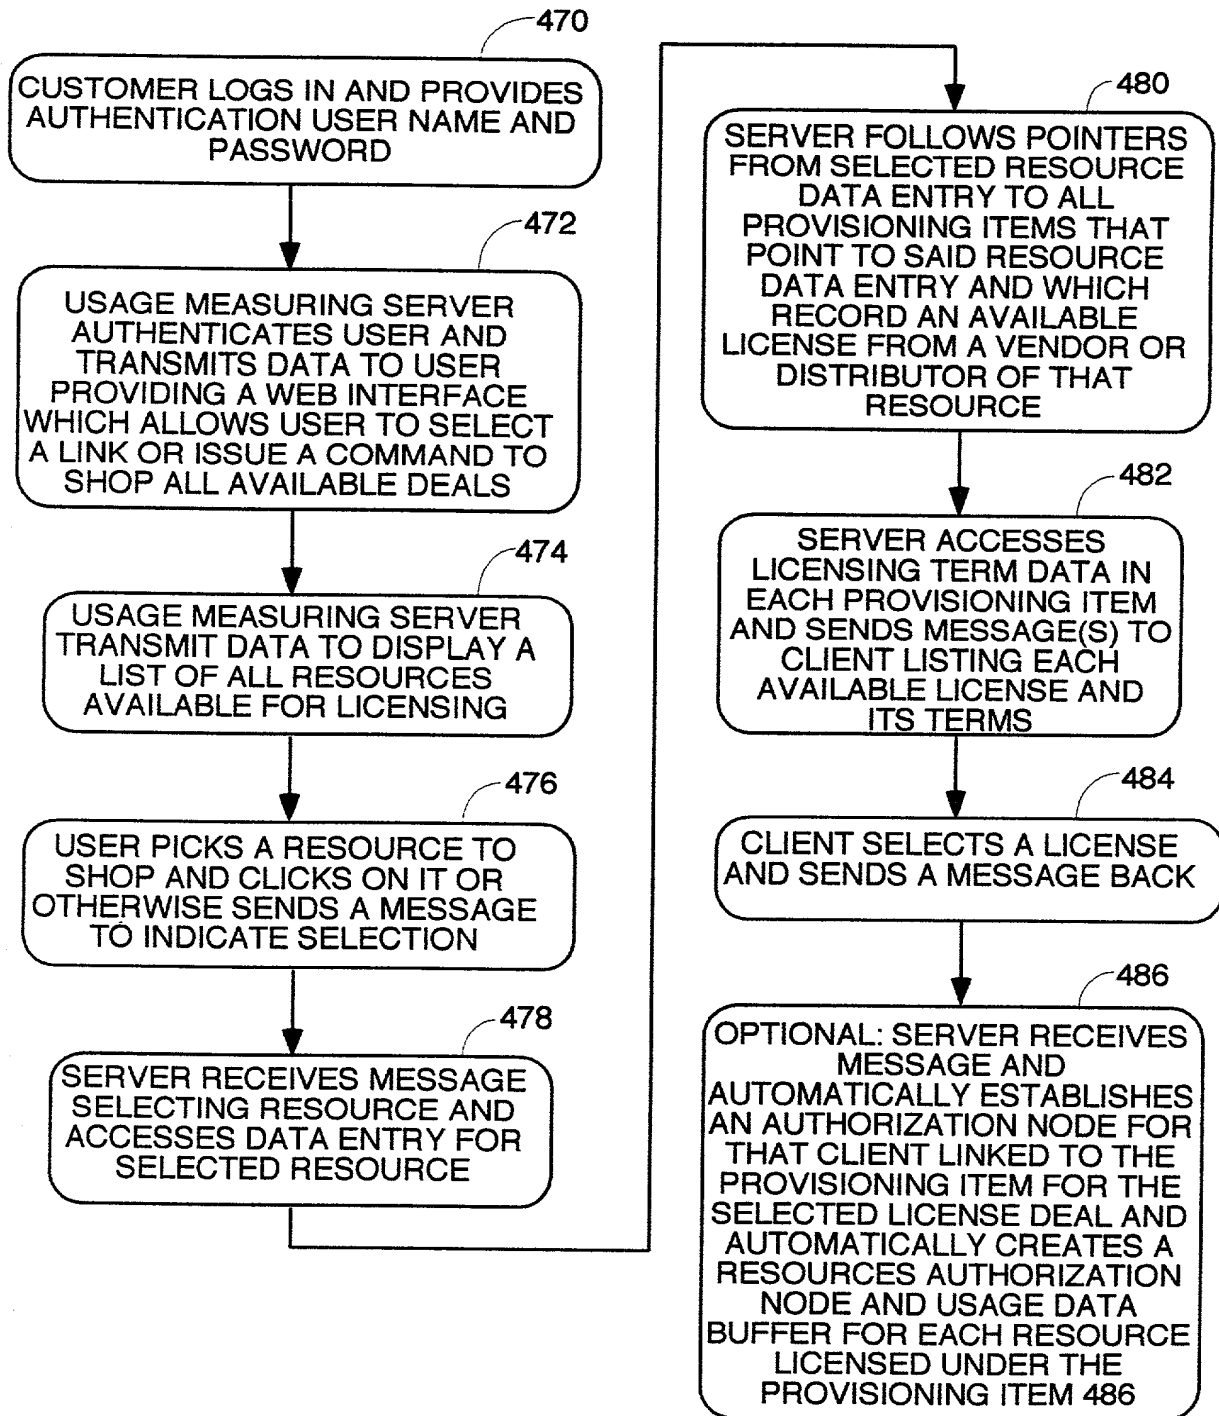 470
CUSTOMER LOGS IN AND PROVIDES
AUTHENTICATION USER NAME AND
PASSWORD
472
USAGE MEASURING SERVER
AUTHENTICATES USER AND
TRANSMITS DATA TO USER
PROVIDING A WEB INTERFACE
WHICH ALLOWS USER TO SELECT
A LINK OR ISSUE A COMMAND TO
SHOP ALL AVAILABLE DEALS
474
USAGE MEASURING SERVER
TRANSMIT DATA TO DISPLAY A
LIST OF ALL RESOURCES
AVAILABLE FOR LICENSING
476
USER PICKS A RESOURCE TO
SHOP AND CLICKS ON IT OR
OTHERWISE SENDS A MESSAGE
TO INDICATE SELECTION
478
SERVER RECEIVES MESSAGE
SELECTING RESOURCE AND
ACCESSES DATA ENTRY FOR
SELECTED RESOURCE
480
SERVER FOLLOWS POINTERS
FROM SELECTED RESOURCE
DATA ENTRY TO ALL
PROVISIONING ITEMS THAT
POINT TO SAID RESOURCE
DATA ENTRY AND WHICH
RECORD AN AVAILABLE
LICENSE FROM A VENDOR OR
DISTRIBUTOR OF THAT
RESOURCE
482
SERVER ACCESSES
LICENSING TERM DATA IN
EACH PROVISIONING ITEM
AND SENDS MESSAGE(S) TO
CLIENT LISTING EACH
AVAILABLE LICENSE AND
ITS TERMS
484
CLIENT SELECTS A LICENSE
AND SENDS A MESSAGE BACK
486
OPTIONAL: SERVER RECEIVES
MESSAGE AND
AUTOMATICALLY ESTABLISHES
AN AUTHORIZATION NODE FOR
THAT CLIENT LINKED TO THE
PROVISIONING ITEM FOR THE
SELECTED LICENSE DEAL AND
AUTOMATICALLY CREATES A
RESOURCES AUTHORIZATION
NODE AND USAGE DATA
BUFFER FOR EACH RESOURCE
LICENSED UNDER THE
PROVISIONING ITEM 486